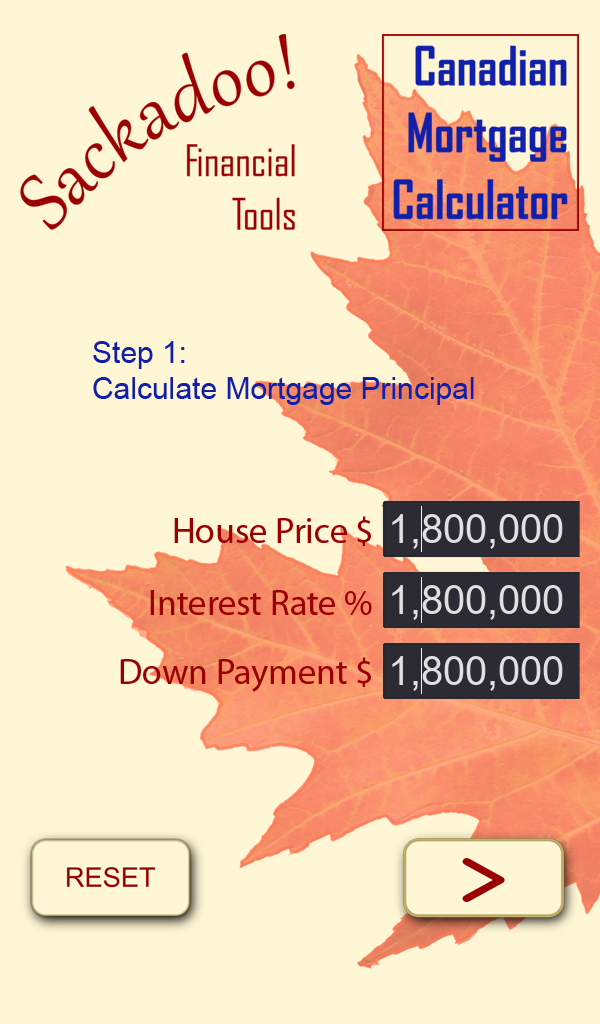 Sackadoo!
Financial
Tools
Canadian
Mortgage
Calculator
Step 1:
Calculate Mortgage Principal
House Price $ 1,800,000
Interest Rate % 1,800,000
Down Payment $ 1,800,000
RESET >